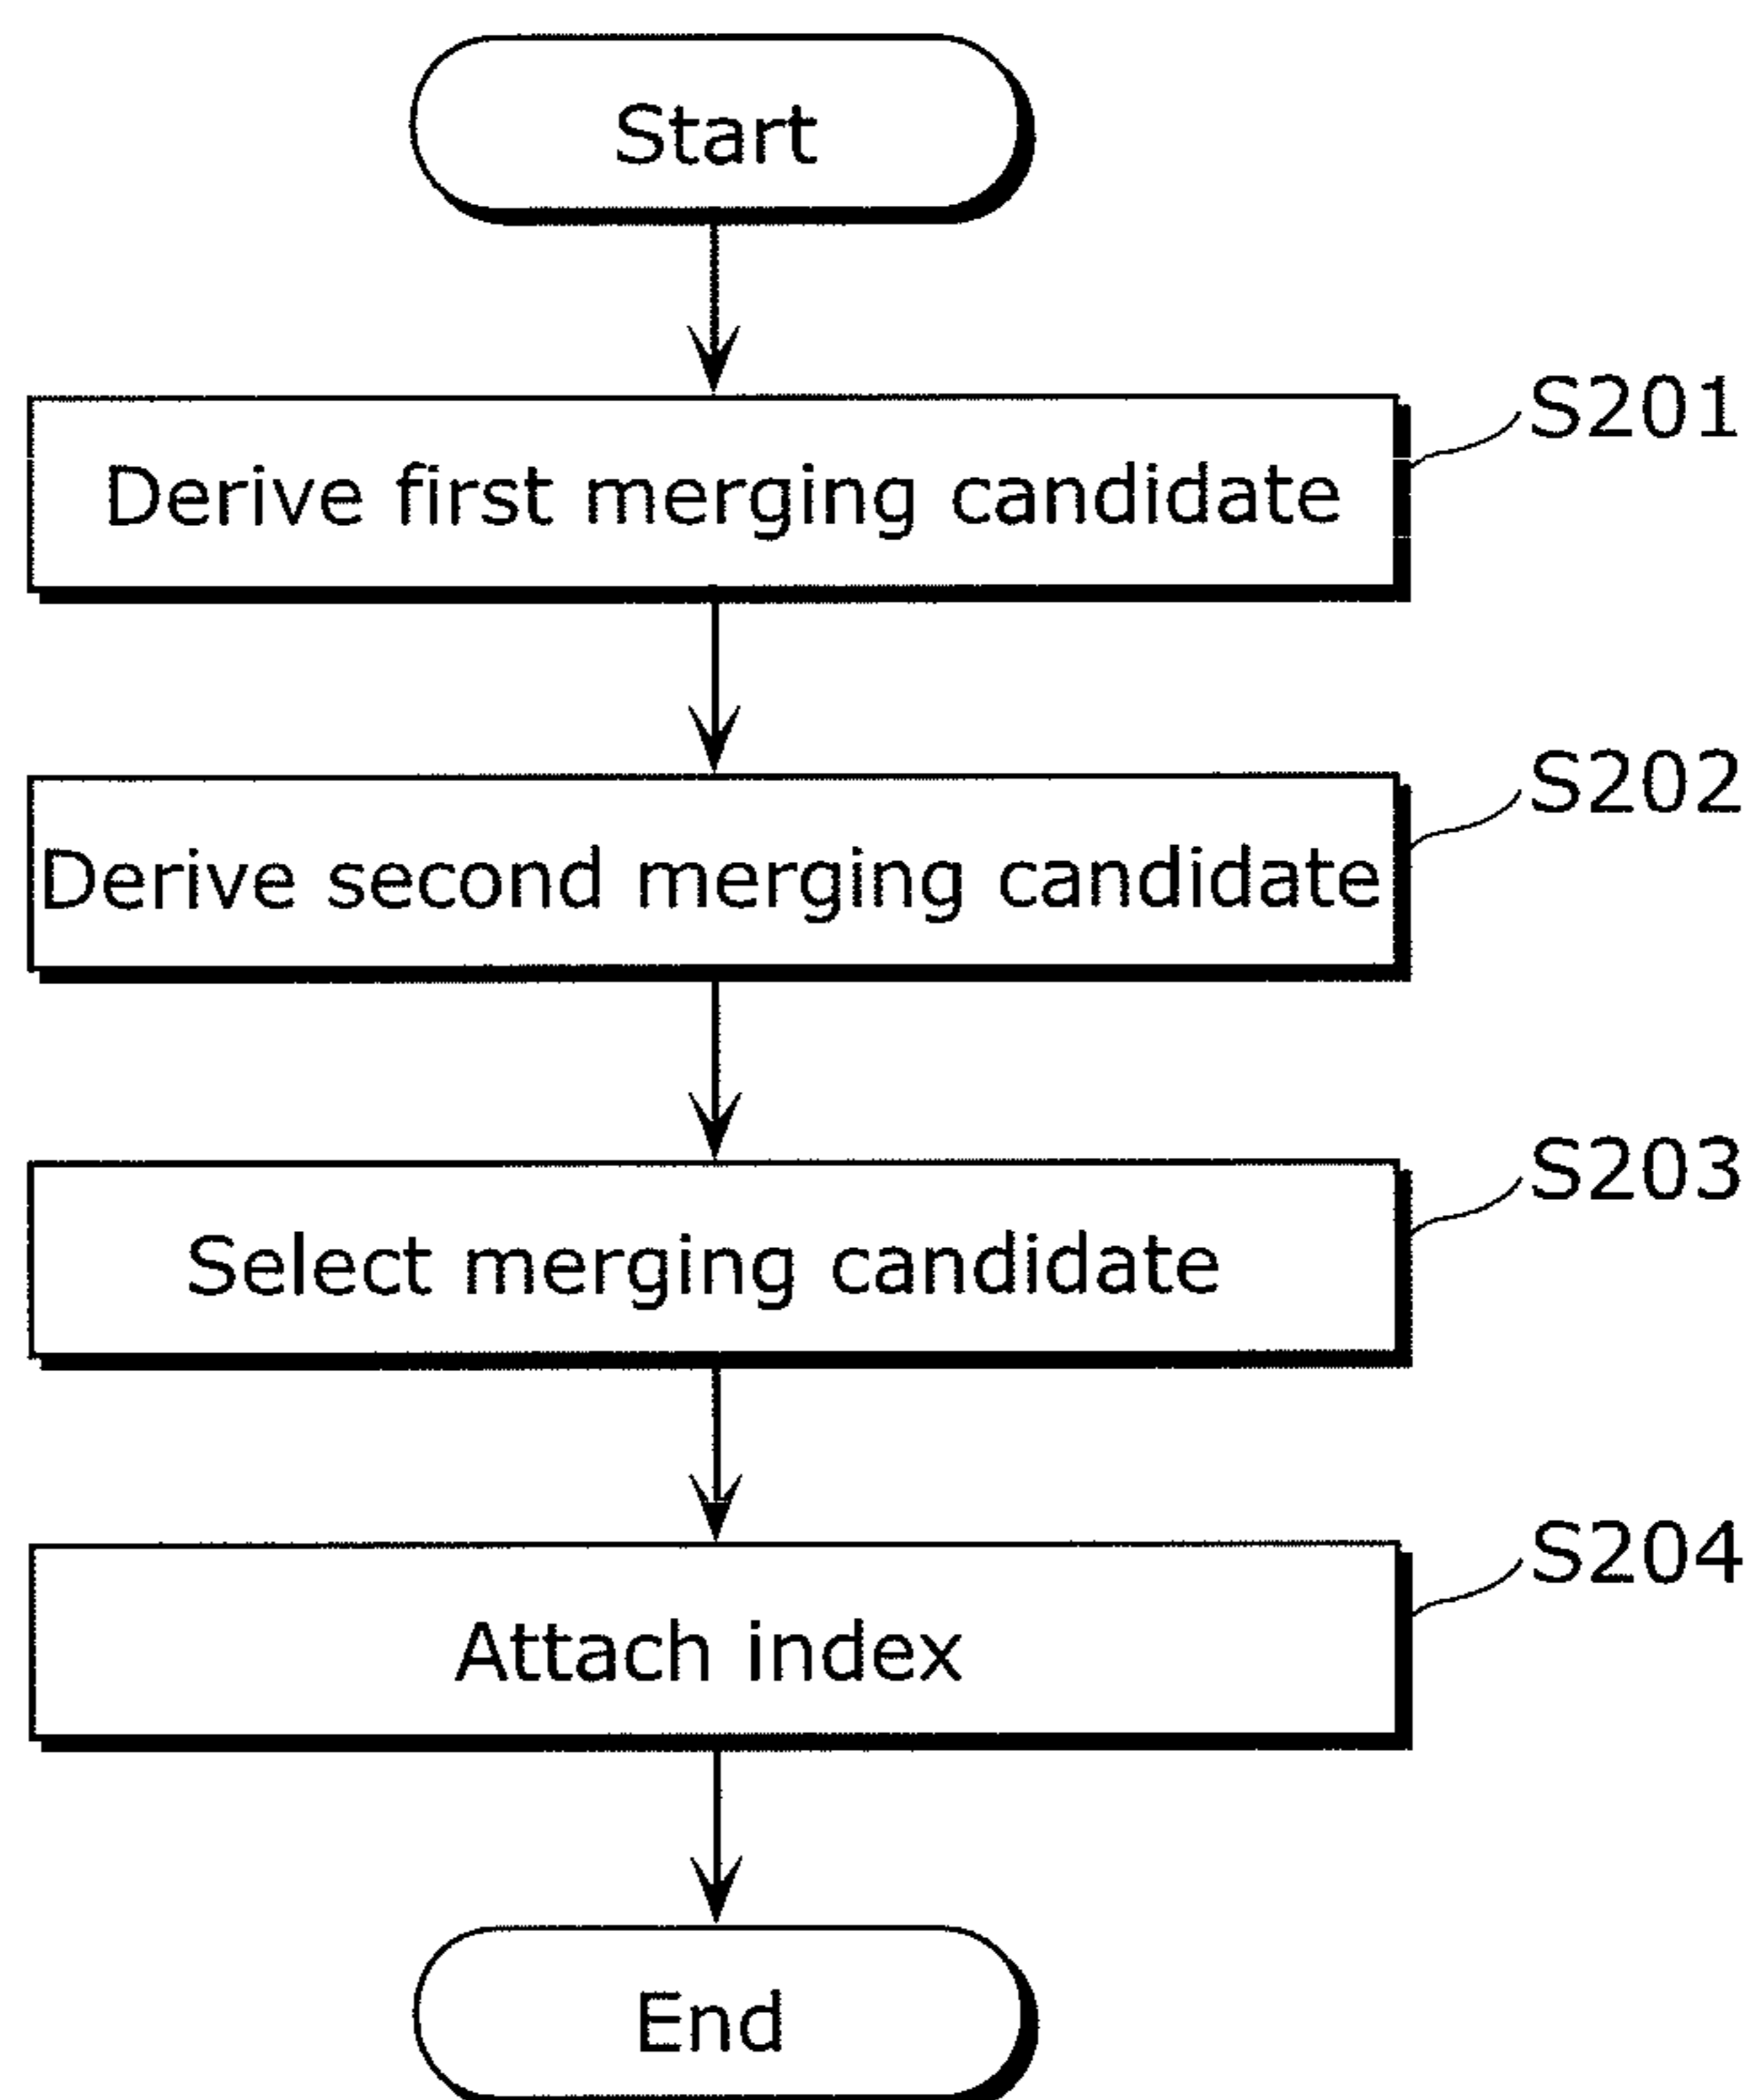 Start
S201
Derive first merging candidate
S202
Derive second merging candidate
S203
Select merging candidate
S204
Attach index
End